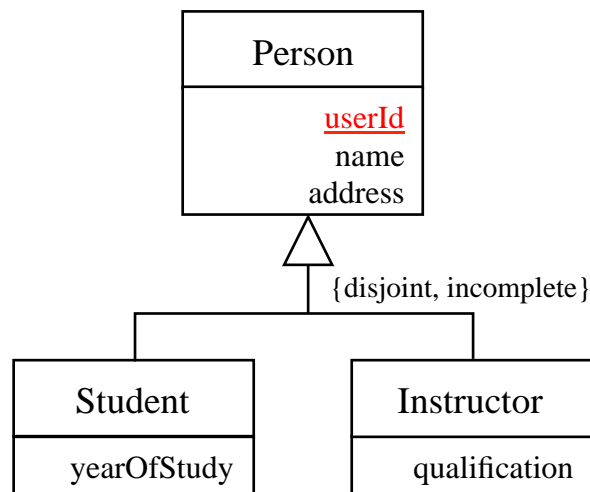 Person
userId
name
address
{disjoint, incomplete}
Student
Instructor
yearOfStudy
qualification